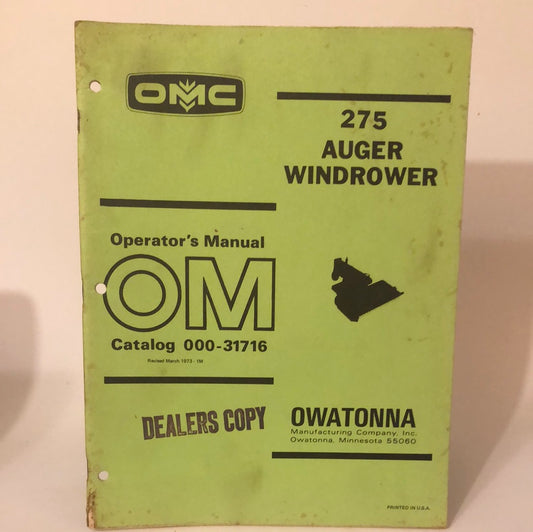 OMC
275
AUGER
WINDROWER
Operator's Manual
OM
Catalog 000-31716
Revised March 1973 - 1M
DEALERS COPY
OWATONNA
Manufacturing Company, Inc.
Owatonna, Minnesota 55060
PRINTED IN U.S.A.